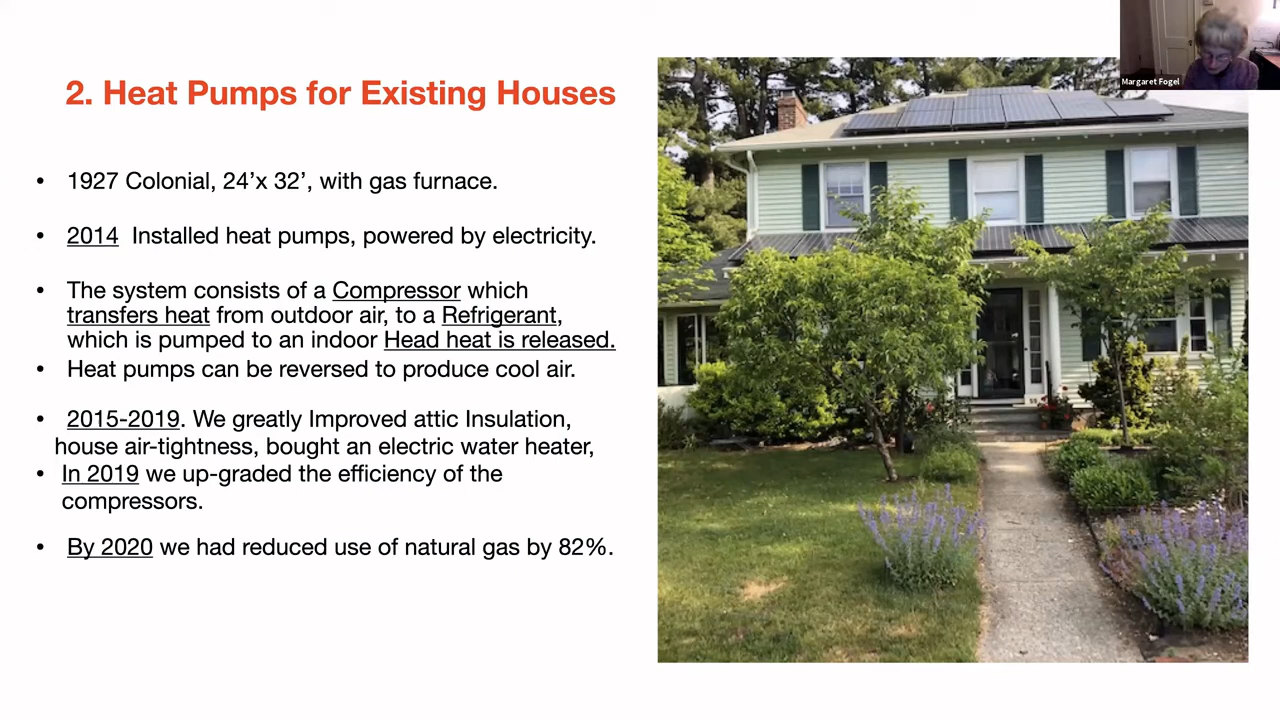 Margaret Fogel
2. Heat Pumps for Existing Houses
• 1927 Colonial, 24’x 32’, with gas furnace.
• 2014 Installed heat pumps, powered by electricity.
• The system consists of a Compressor which
transfers heat from outdoor air, to a Refrigerant,
which is pumped to an indoor Head heat is released.
• Heat pumps can be reversed to produce cool air.
• 2015-2019. We greatly Improved attic Insulation,
house air-tightness, bought an electric water heater,
• In 2019 we up-graded the efficiency of the
compressors.
• By 2020 we had reduced use of natural gas by 82%.